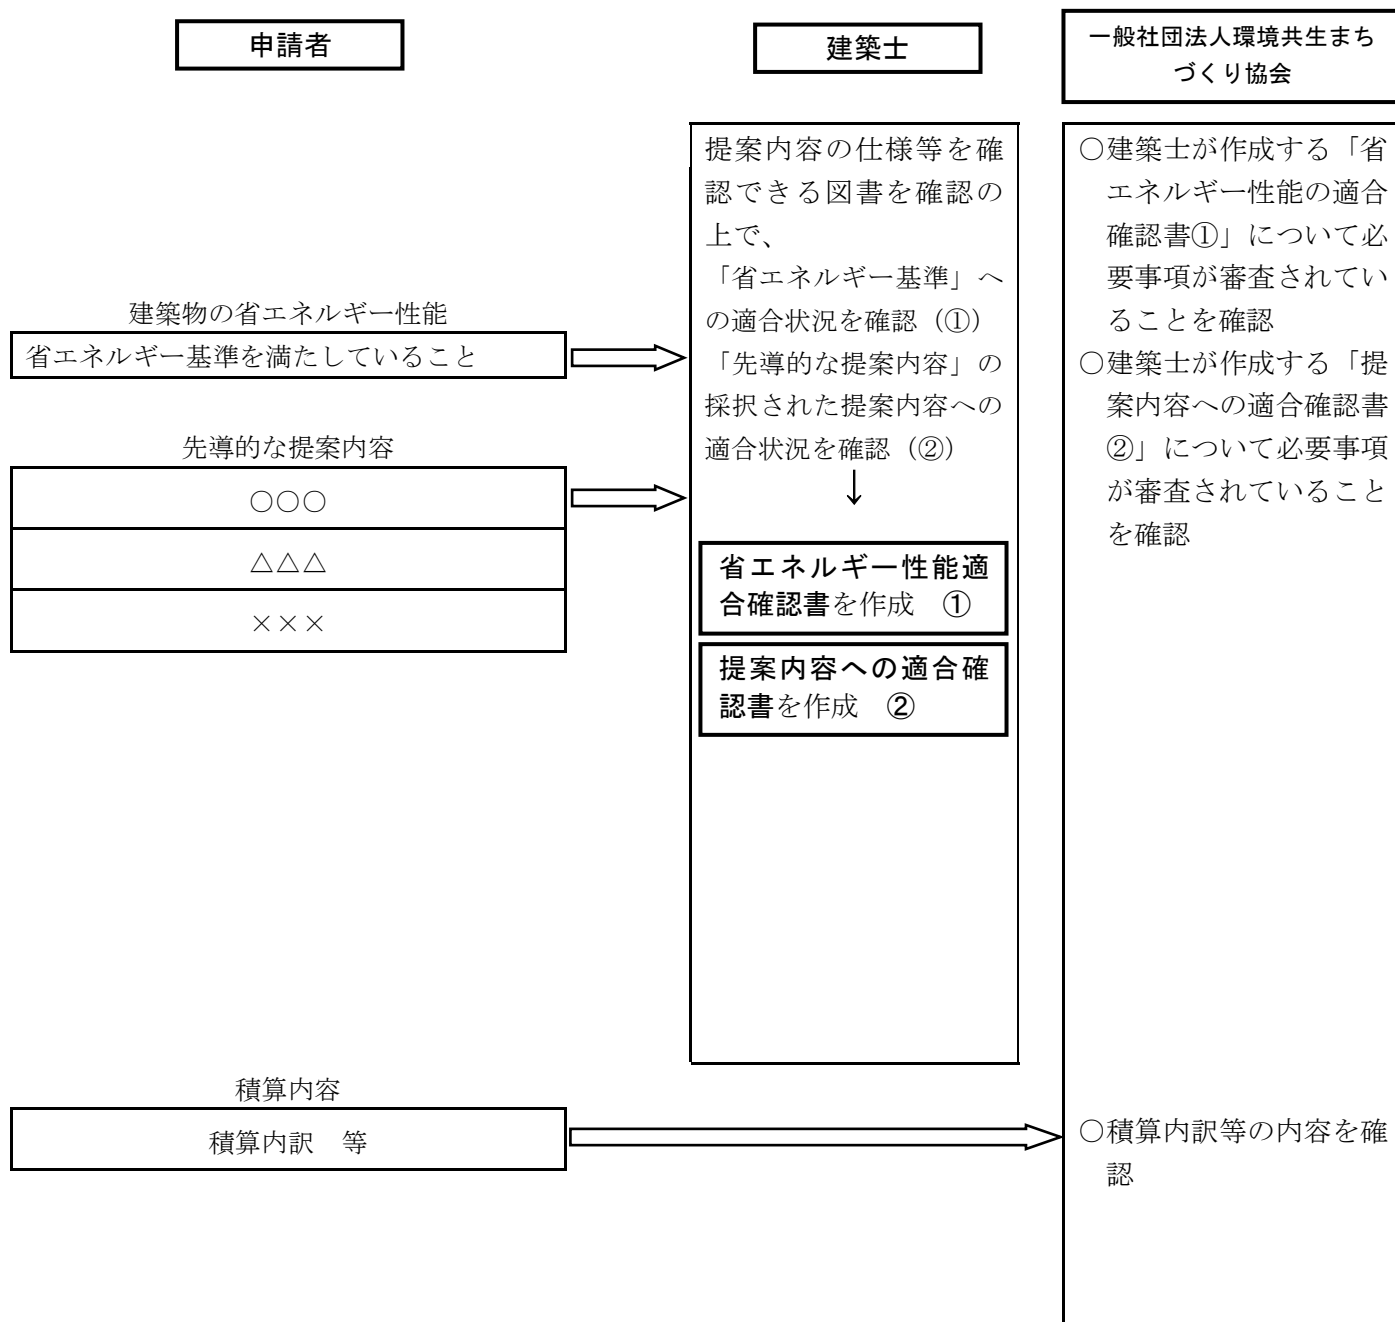 申請者
建築士
一般社団法人環境共生まち
づくり協会
建築物の省エネルギー性能
省エネルギー基準を満たしていること
先導的な提案内容
○○○
△△△
×××
提案内容の仕様等を確
認できる図書を確認の
上で、
「省エネルギー基準」へ
の適合状況を確認（①）
「先導的な提案内容」の
採択された提案内容への
適合状況を確認（②）
↓
省エネルギー性能適
合確認書を作成　①
提案内容への適合確
認書を作成　②
○建築士が作成する「省
エネルギー性能の適合
確認書①」について必
要事項が審査されてい
ることを確認
○建築士が作成する「提
案内容への適合確認書
②」について必要事項
が審査されていること
を確認
積算内容
積算内訳　等
○積算内訳等の内容を確
認